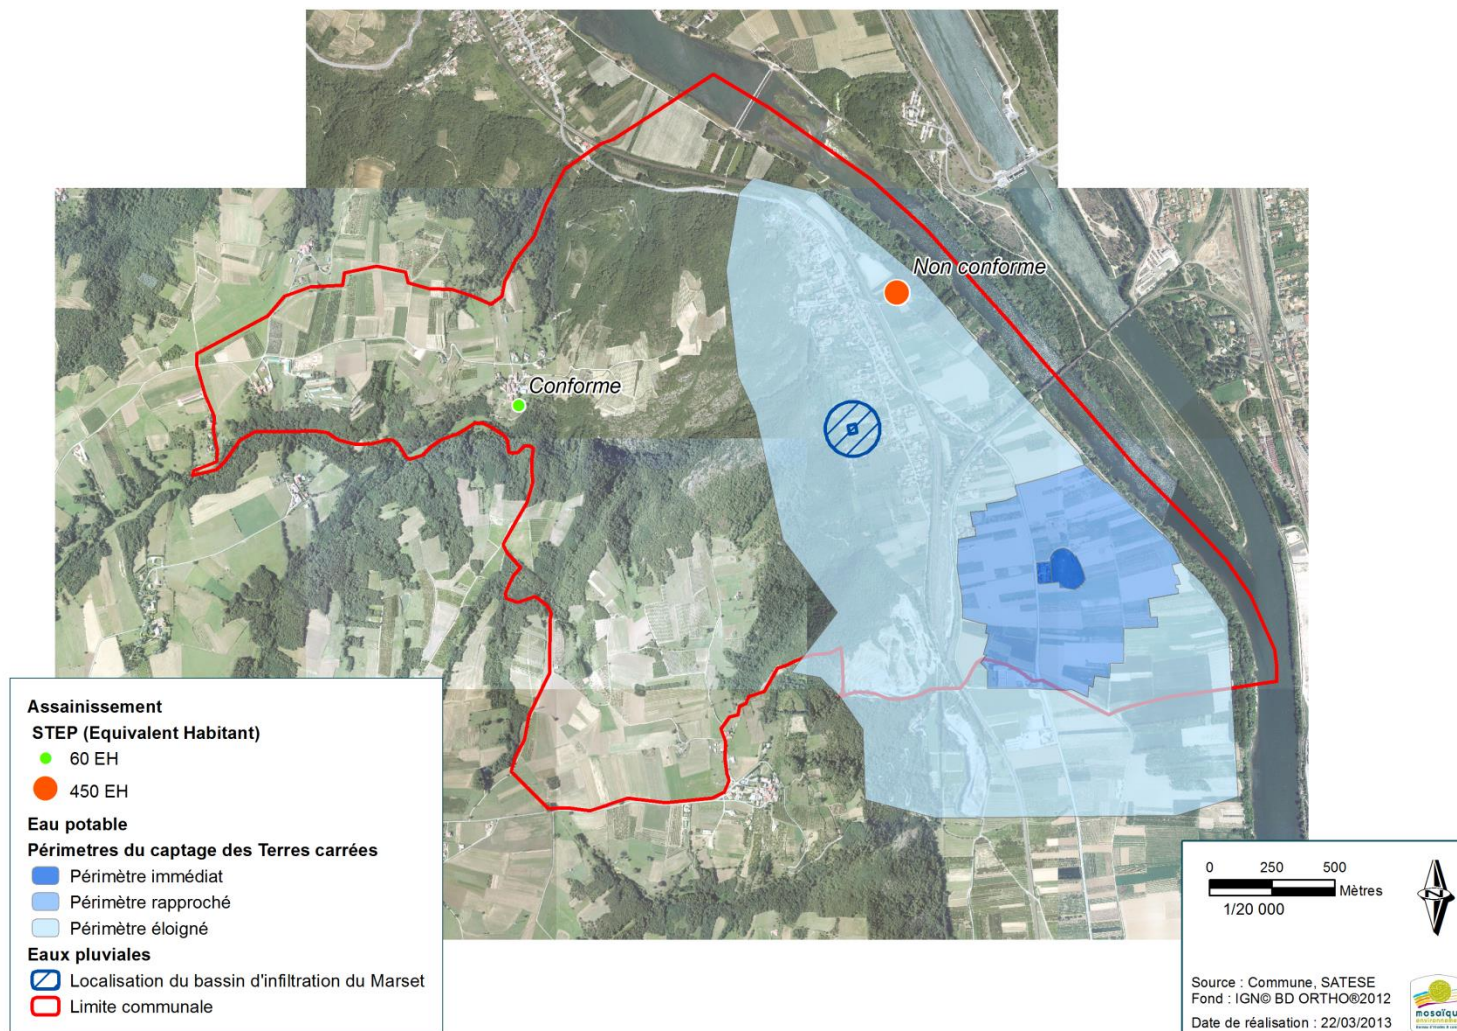 Non conforme
Conforme
Assainissement
STEP (Equivalent Habitant)
60 EH
450 EH
Eau potable
Périmetres du captage des Terres carrées
Périmètre immédiat
Périmètre rapproché
Périmètre éloigné
Eaux pluviales
Localisation du bassin d'infiltration du Marset
Limite communale
0 250 500
Mètres
1/20 000
N
Source : Commune, SATESE
Fond : IGN© BD ORTHO®2012
Date de réalisation : 22/03/2013
mosaïque
environnement